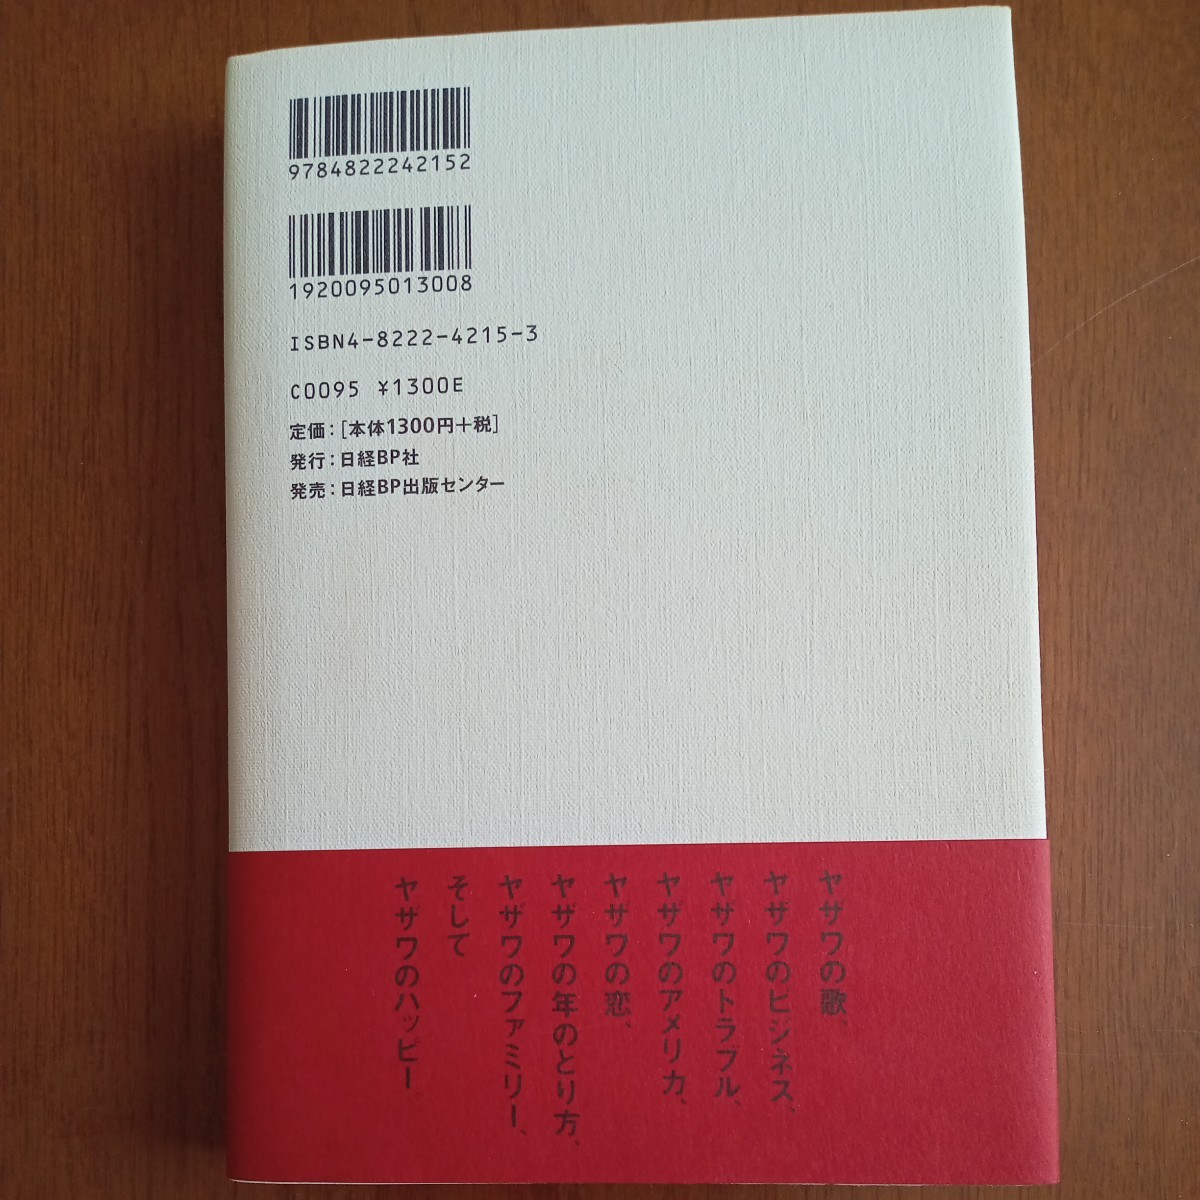 9784822242152
1920095013008
ISBN4-8222-4215-3
C0095 ¥1300E
定価：[本体1300円+税]
発行：日経BP社
発売：日経BP出版センター
ヤザワの歌、
ヤザワのビジネス、
ヤザワのトラブル、
ヤザワのアメリカ、
ヤザワの恋、
ヤザワの年のとり方、
ヤザワのファミリー、
そして
ヤザワのハッピー